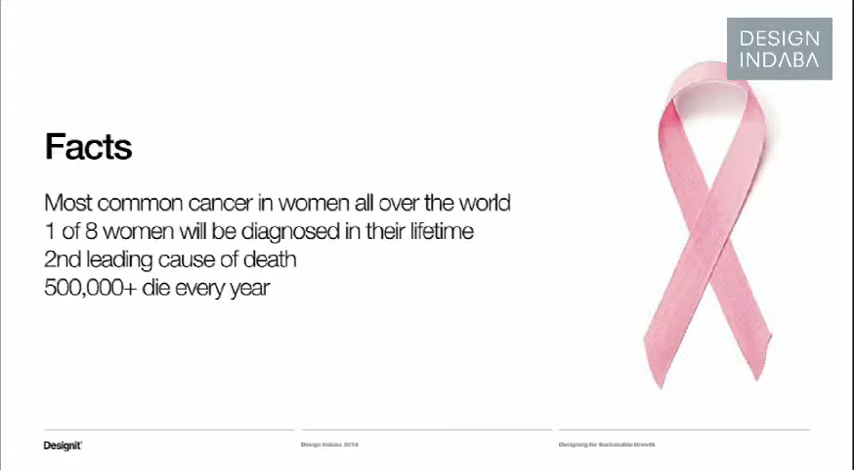 DESIGN
INDABA
Facts
Most common cancer in women all over the world
1 of 8 women will be diagnosed in their lifetime
2nd leading cause of death
500,000+ die every year
Designit
Design Indaba 2014
Designing for Sustainable Growth